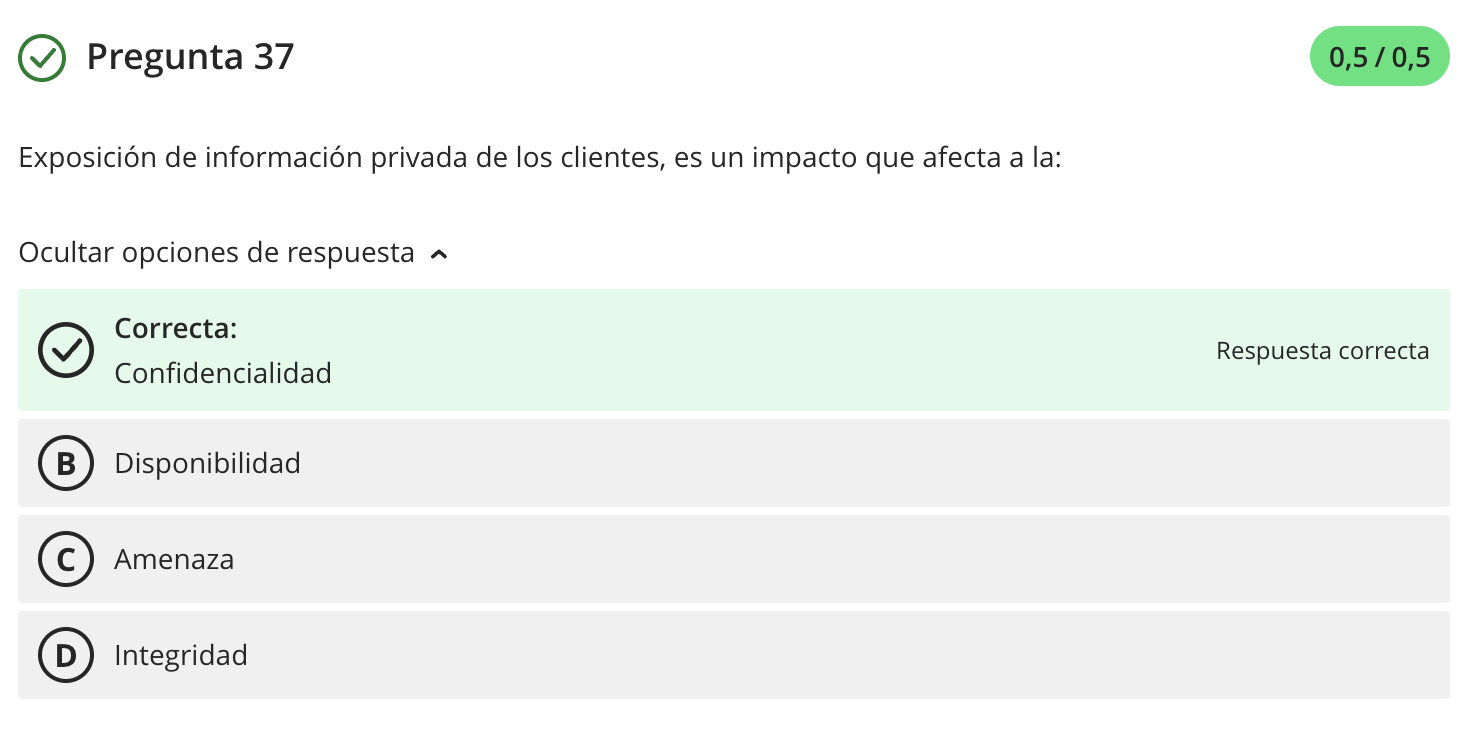 Pregunta 37
0,5 / 0,5
Exposición de información privada de los clientes, es un impacto que afecta a la:
Ocultar opciones de respuesta
Correcta:
Confidencialidad
Respuesta correcta
B Disponibilidad
C Amenaza
D Integridad